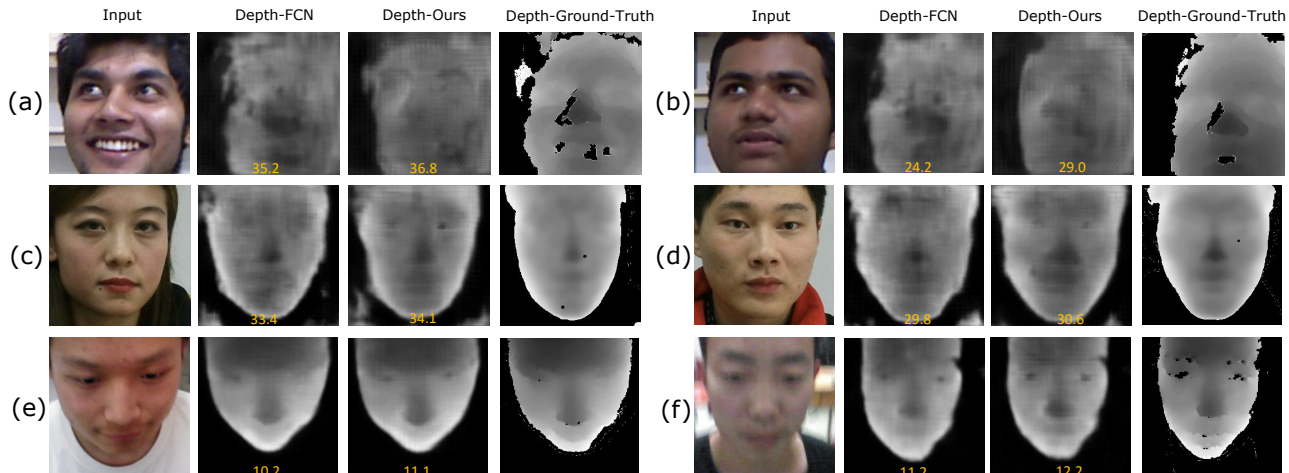 Input Depth-FCN Depth-Ours Depth-Ground-Truth Input Depth-FCN Depth-Ours Depth-Ground-Truth
(a) 35.2 36.8 (b) 24.2 29.0
(c) 33.4 34.1 (d) 29.8 30.6
(e) 10.2 11.1 (f) 11.2 12.2